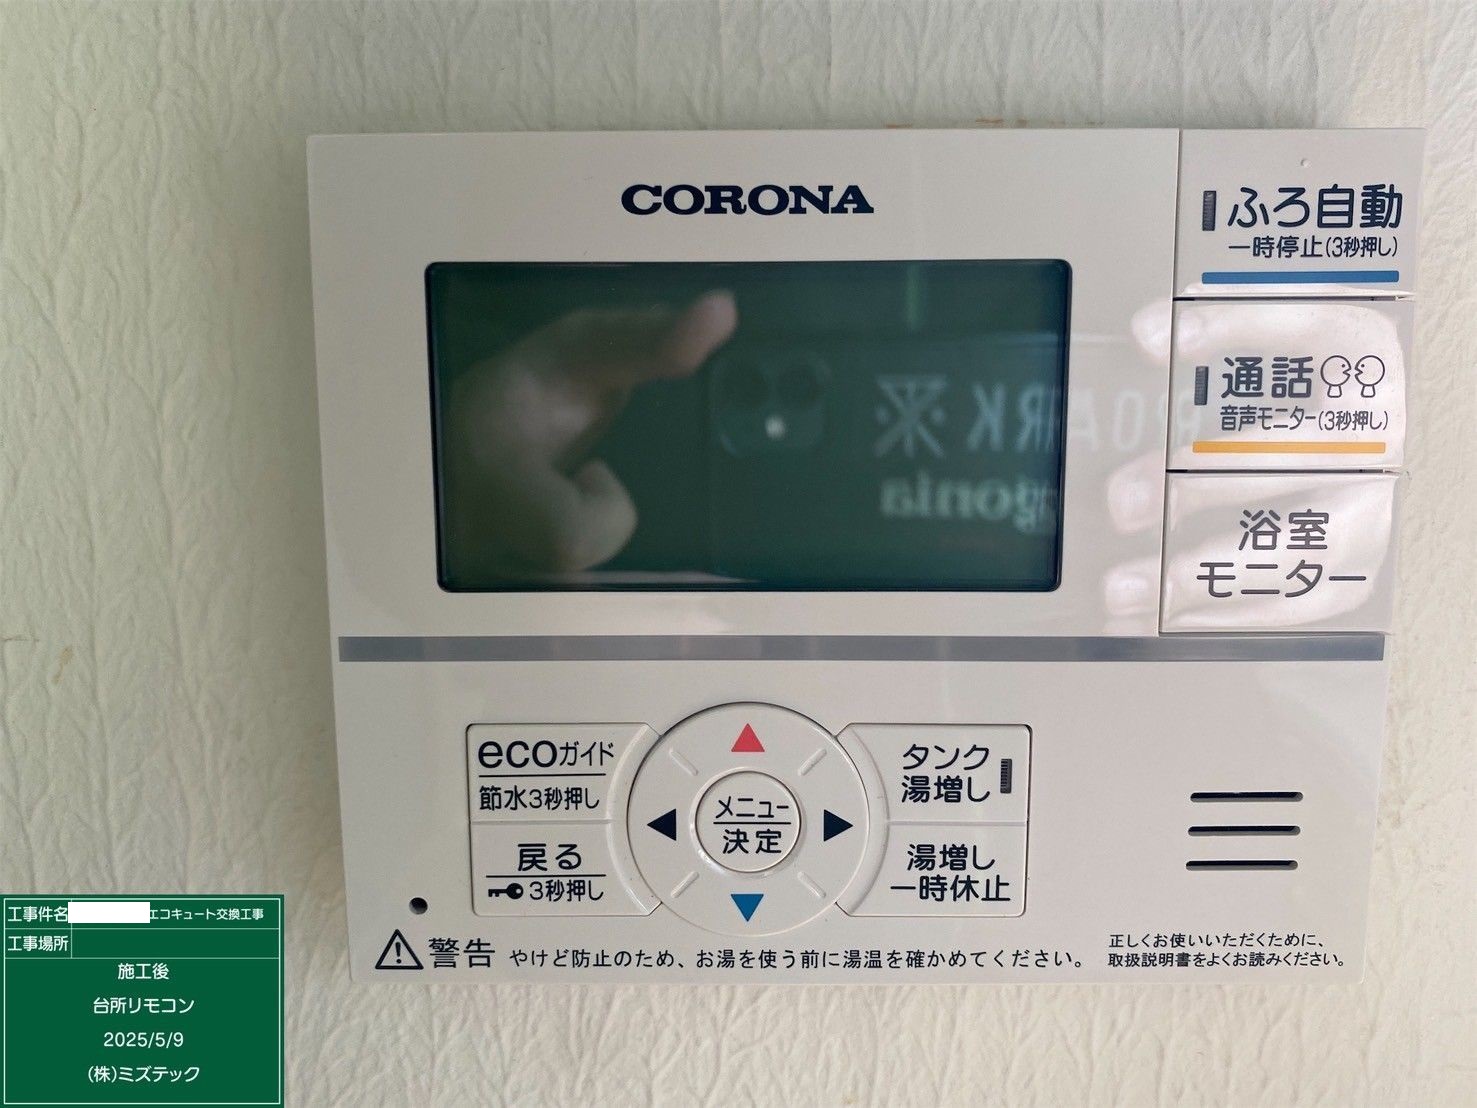 CORONA
ふろ自動
一時停止(3秒押し)
通話
音声モニター(3秒押し)
浴室
モニター
ecoガイド
節水3秒押し
戻る
3秒押し
メニュー
決定
タンク
湯増し
湯増し
一時休止
警告 やけど防止のため、お湯を使う前に湯温を確かめてください。
正しくお使いいただくために、
取扱説明書をよくお読みください。
工事件名 エコキュート交換工事
工事場所
施工後
台所リモコン
2025/5/9
(株)ミズテック